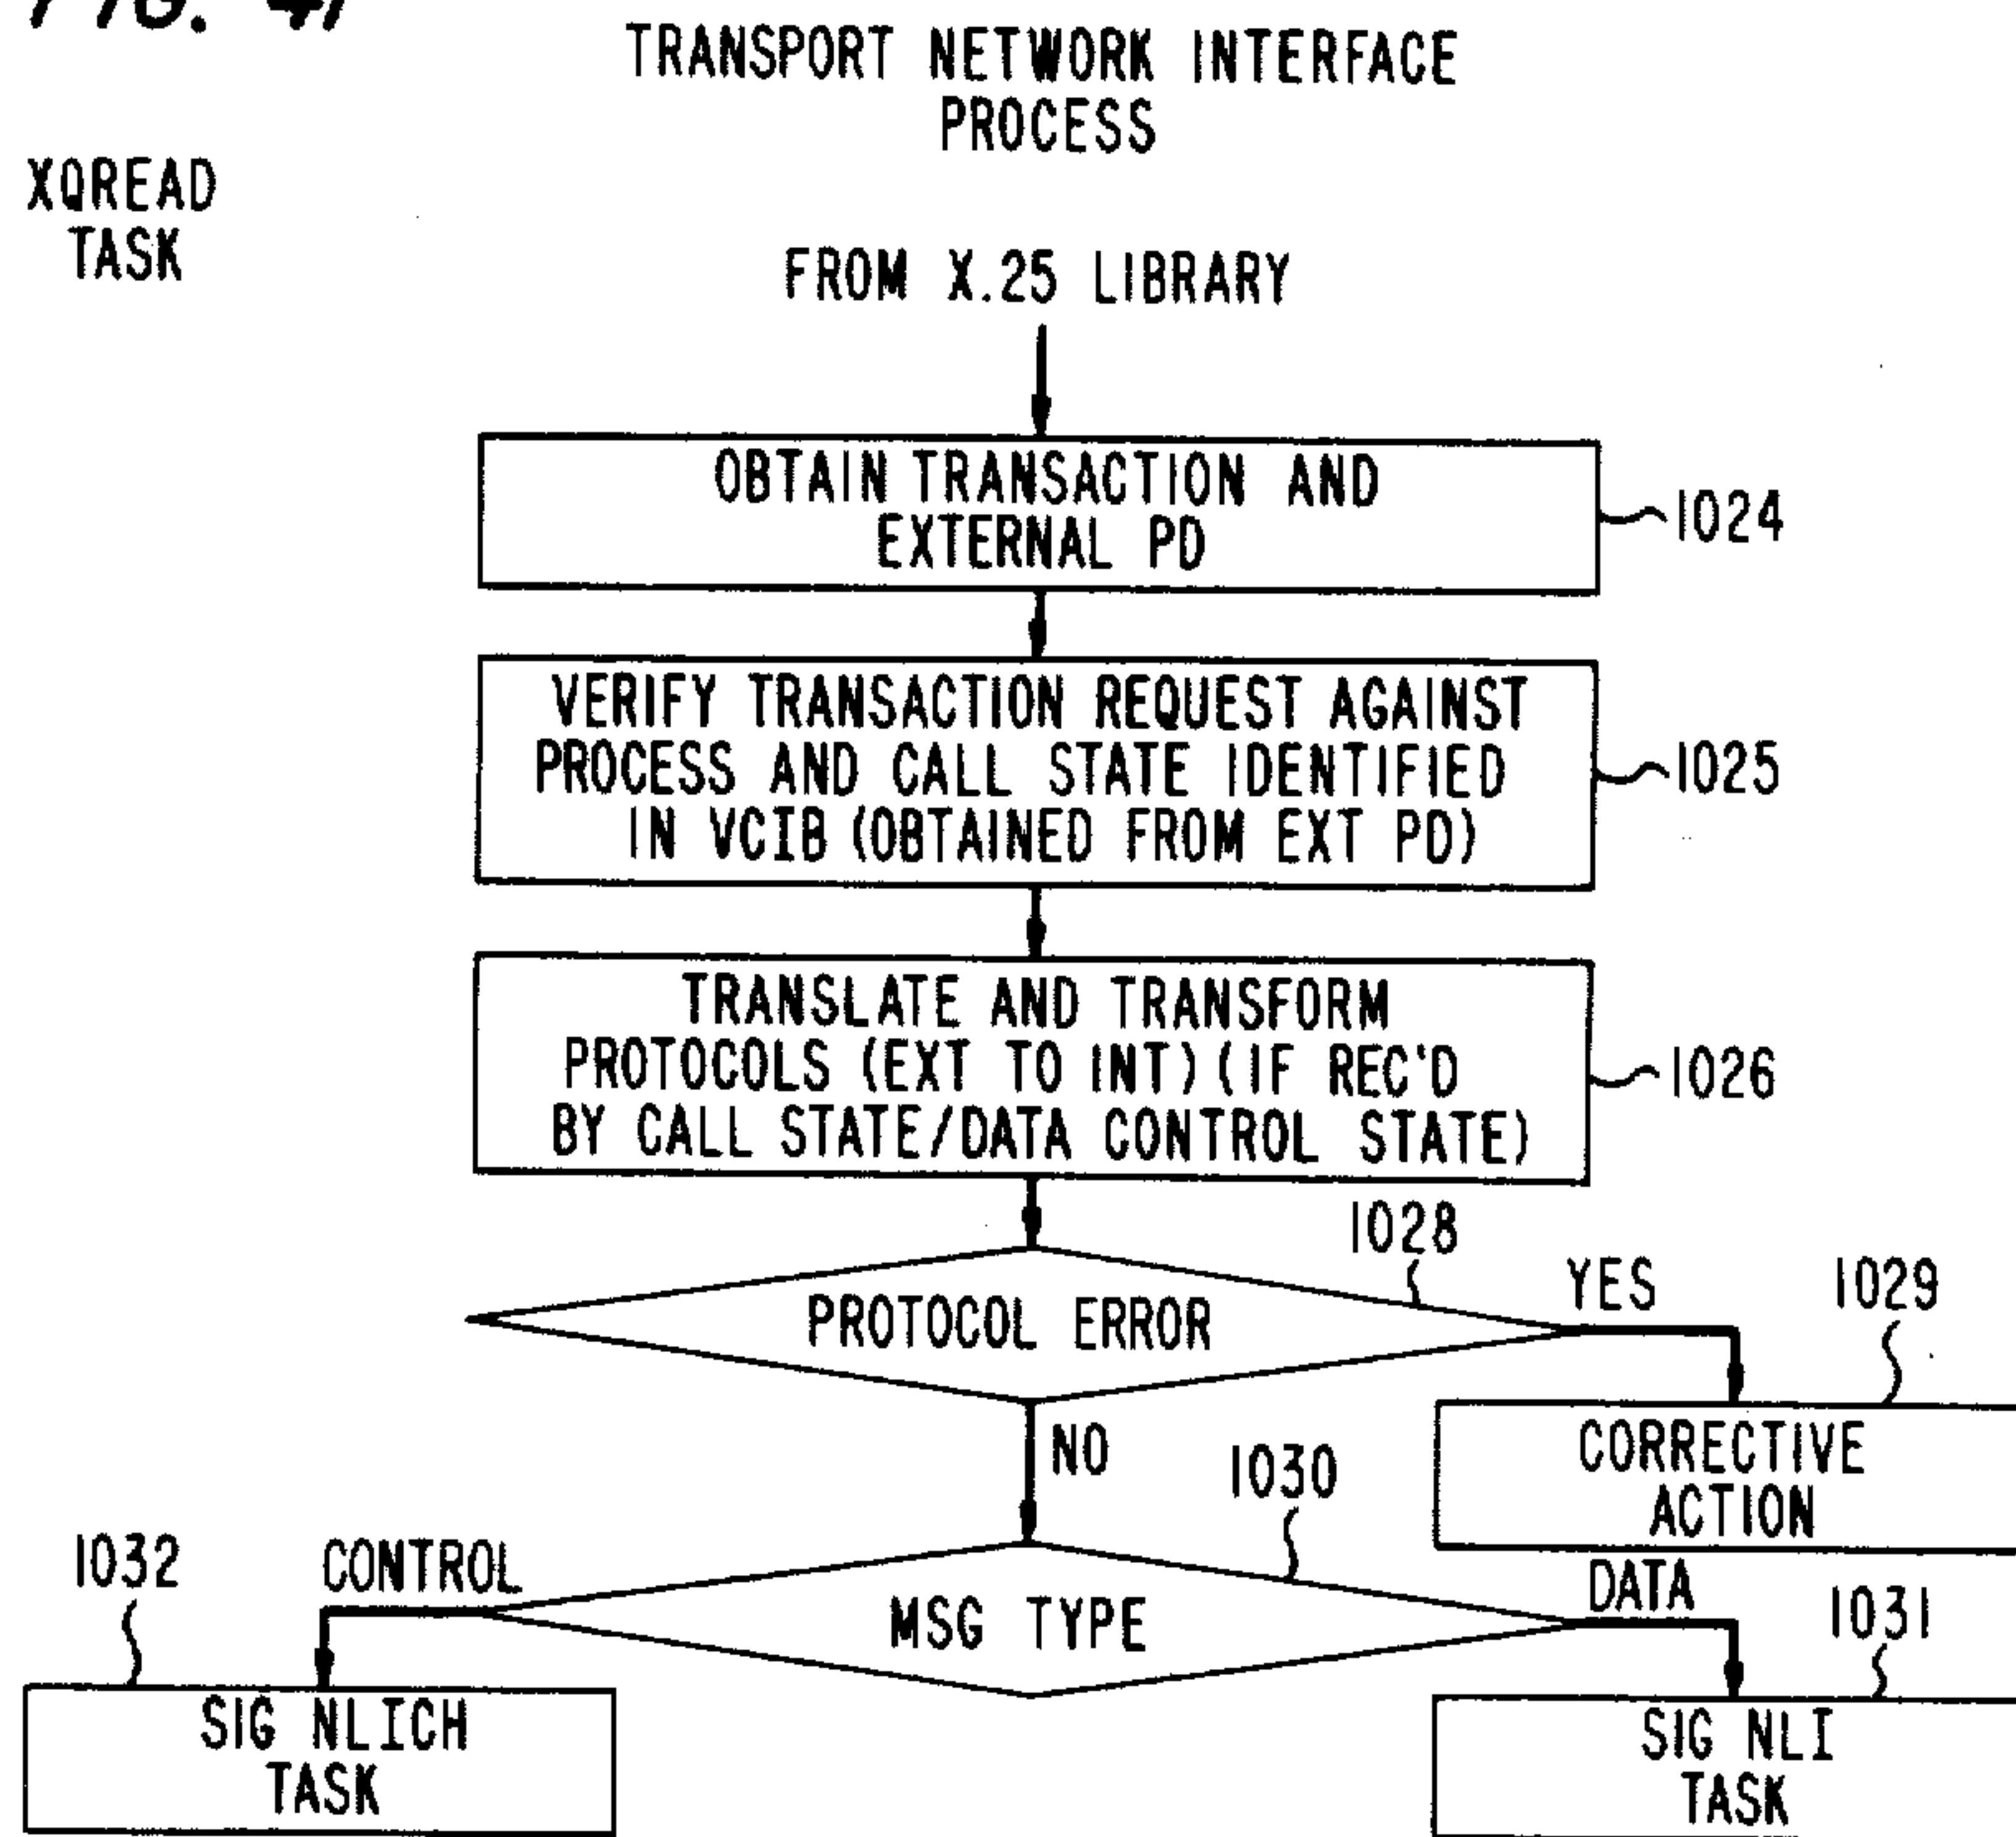 FIG. 41
TRANSPORT NETWORK INTERFACE
PROCESS
XQREAD
TASK
FROM X.25 LIBRARY
OBTAIN TRANSACTION AND
EXTERNAL PD
1024
VERIFY TRANSACTION REQUEST AGAINST
PROCESS AND CALL STATE IDENTIFIED
IN VCIB (OBTAINED FROM EXT PD)
1025
TRANSLATE AND TRANSFORM
PROTOCOLS (EXT TO INT) (IF REC'D
BY CALL STATE/DATA CONTROL STATE)
1026
1028
PROTOCOL ERROR
YES
1029
CORRECTIVE
ACTION
NO
1030
1032
CONTROL
MSG TYPE
DATA
1031
SIG NLICH
TASK
SIG NLI
TASK